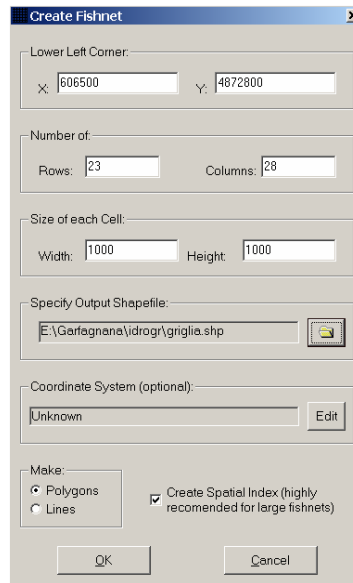 Create Fishnet
Lower Left Corner:
X: 606500 Y: 4872800
Number of:
Rows: 23 Columns: 28
Size of each Cell:
Width: 1000 Height: 1000
Specify Output Shapefile:
E:\Garfagnana\idrogr\griglia.shp
Coordinate System (optional):
Unknown Edit
Make:
Polygons
Lines
Create Spatial Index (highly
recomended for large fishnets)
OK Cancel